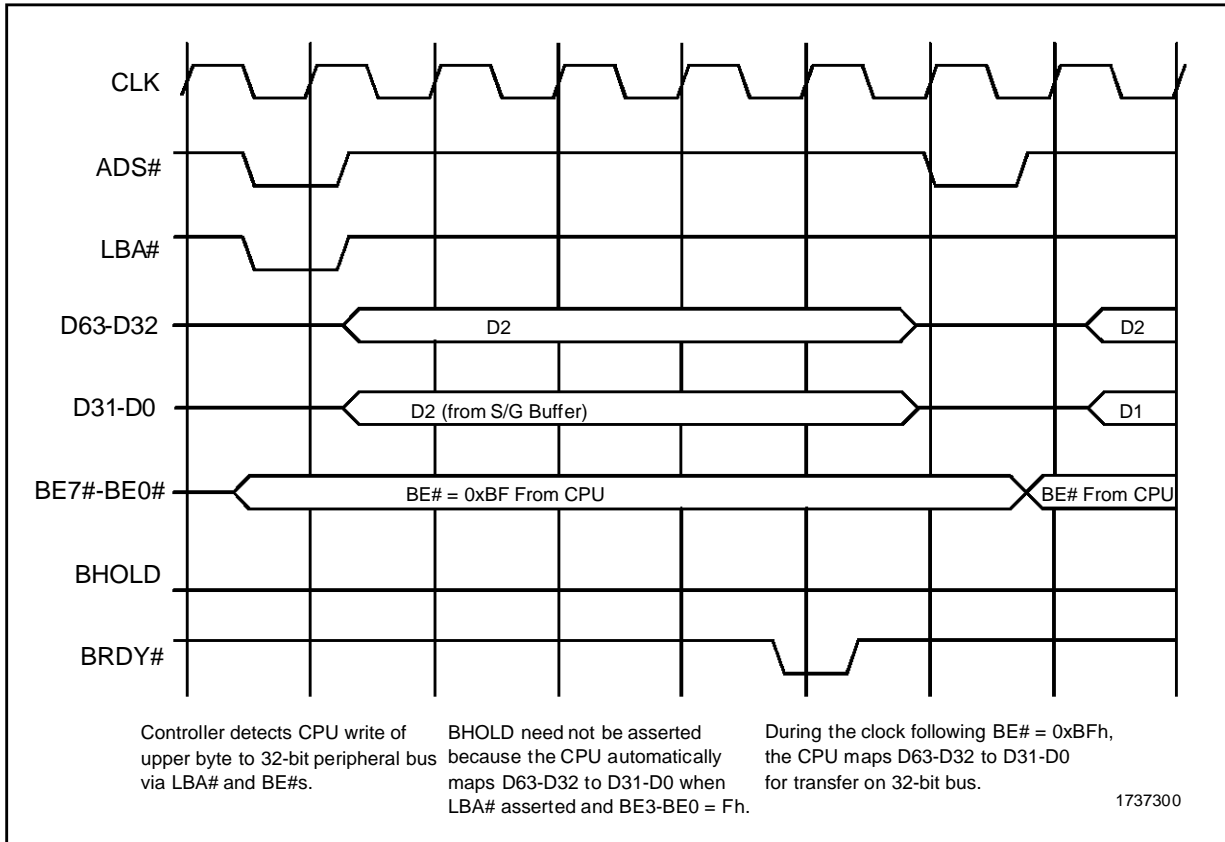 CLK
ADS#
LBA#
D63-D32
D2
D2
D31-D0
D2 (from S/G Buffer)
D1
BE7#-BE0#
BE# = 0xBF From CPU
BE# From CPU
BHOLD
BRDY#
Controller detects CPU write of
upper byte to 32-bit peripheral bus
via LBA# and BE#s.
BHOLD need not be asserted
because the CPU automatically
maps D63-D32 to D31-D0 when
LBA# asserted and BE3-BE0 = Fh.
During the clock following BE# = 0xBFh,
the CPU maps D63-D32 to D31-D0
for transfer on 32-bit bus.
1737300